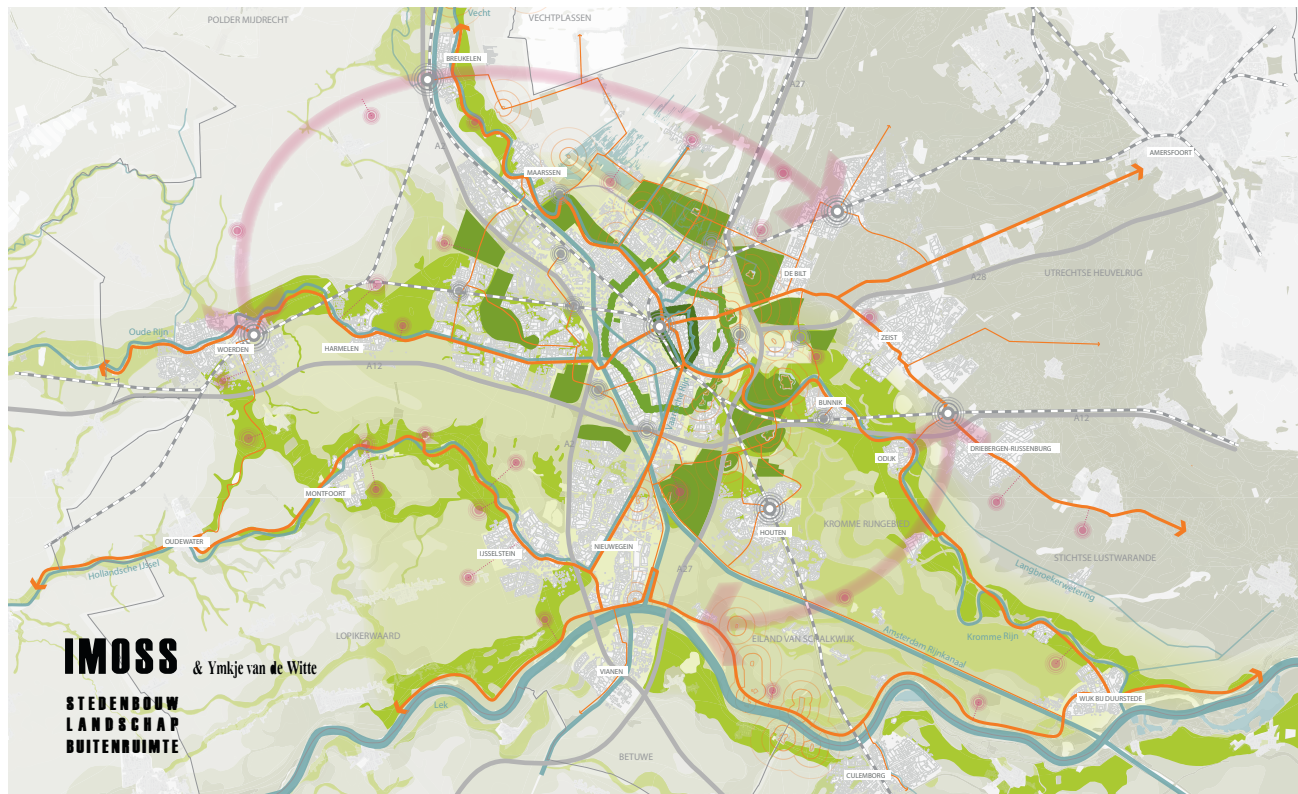 POLDER MIJDRECHT
Vecht
VECHTPLASSEN
BREUKELEN
A27
A2
AMERSFOORT
MAARSSEN
DE BILT
UTRECHTSE HEUVELRUG
A28
Oude Rijn
WOERDEN
HARMELEN
ZEIST
A12
BUNNIK
A12
A2
ODIJK
DRIEBERGEN-RIJSSENBURG
MONTFOORT
KROMME RIJNGEBIED
HOUTEN
OUDEWATER
NIEUWEGEIN
IJSSELSTEIN
STICHTSE LUSTWARANDE
Hollandsche IJssel
A27
Langbroekerwetering
LOPIKERWAARD
EILAND VAN SCHALKWIJK
Amsterdam Rijnkanaal
Kromme Rijn
IMOSS & Ymkje van de Witte
VIANEN
WIJK BIJ DUURSTEDE
STEDENBOUW
Lek
LANDSCHAP
BUITENRUIMTE
BETUWE
CULEMBORG